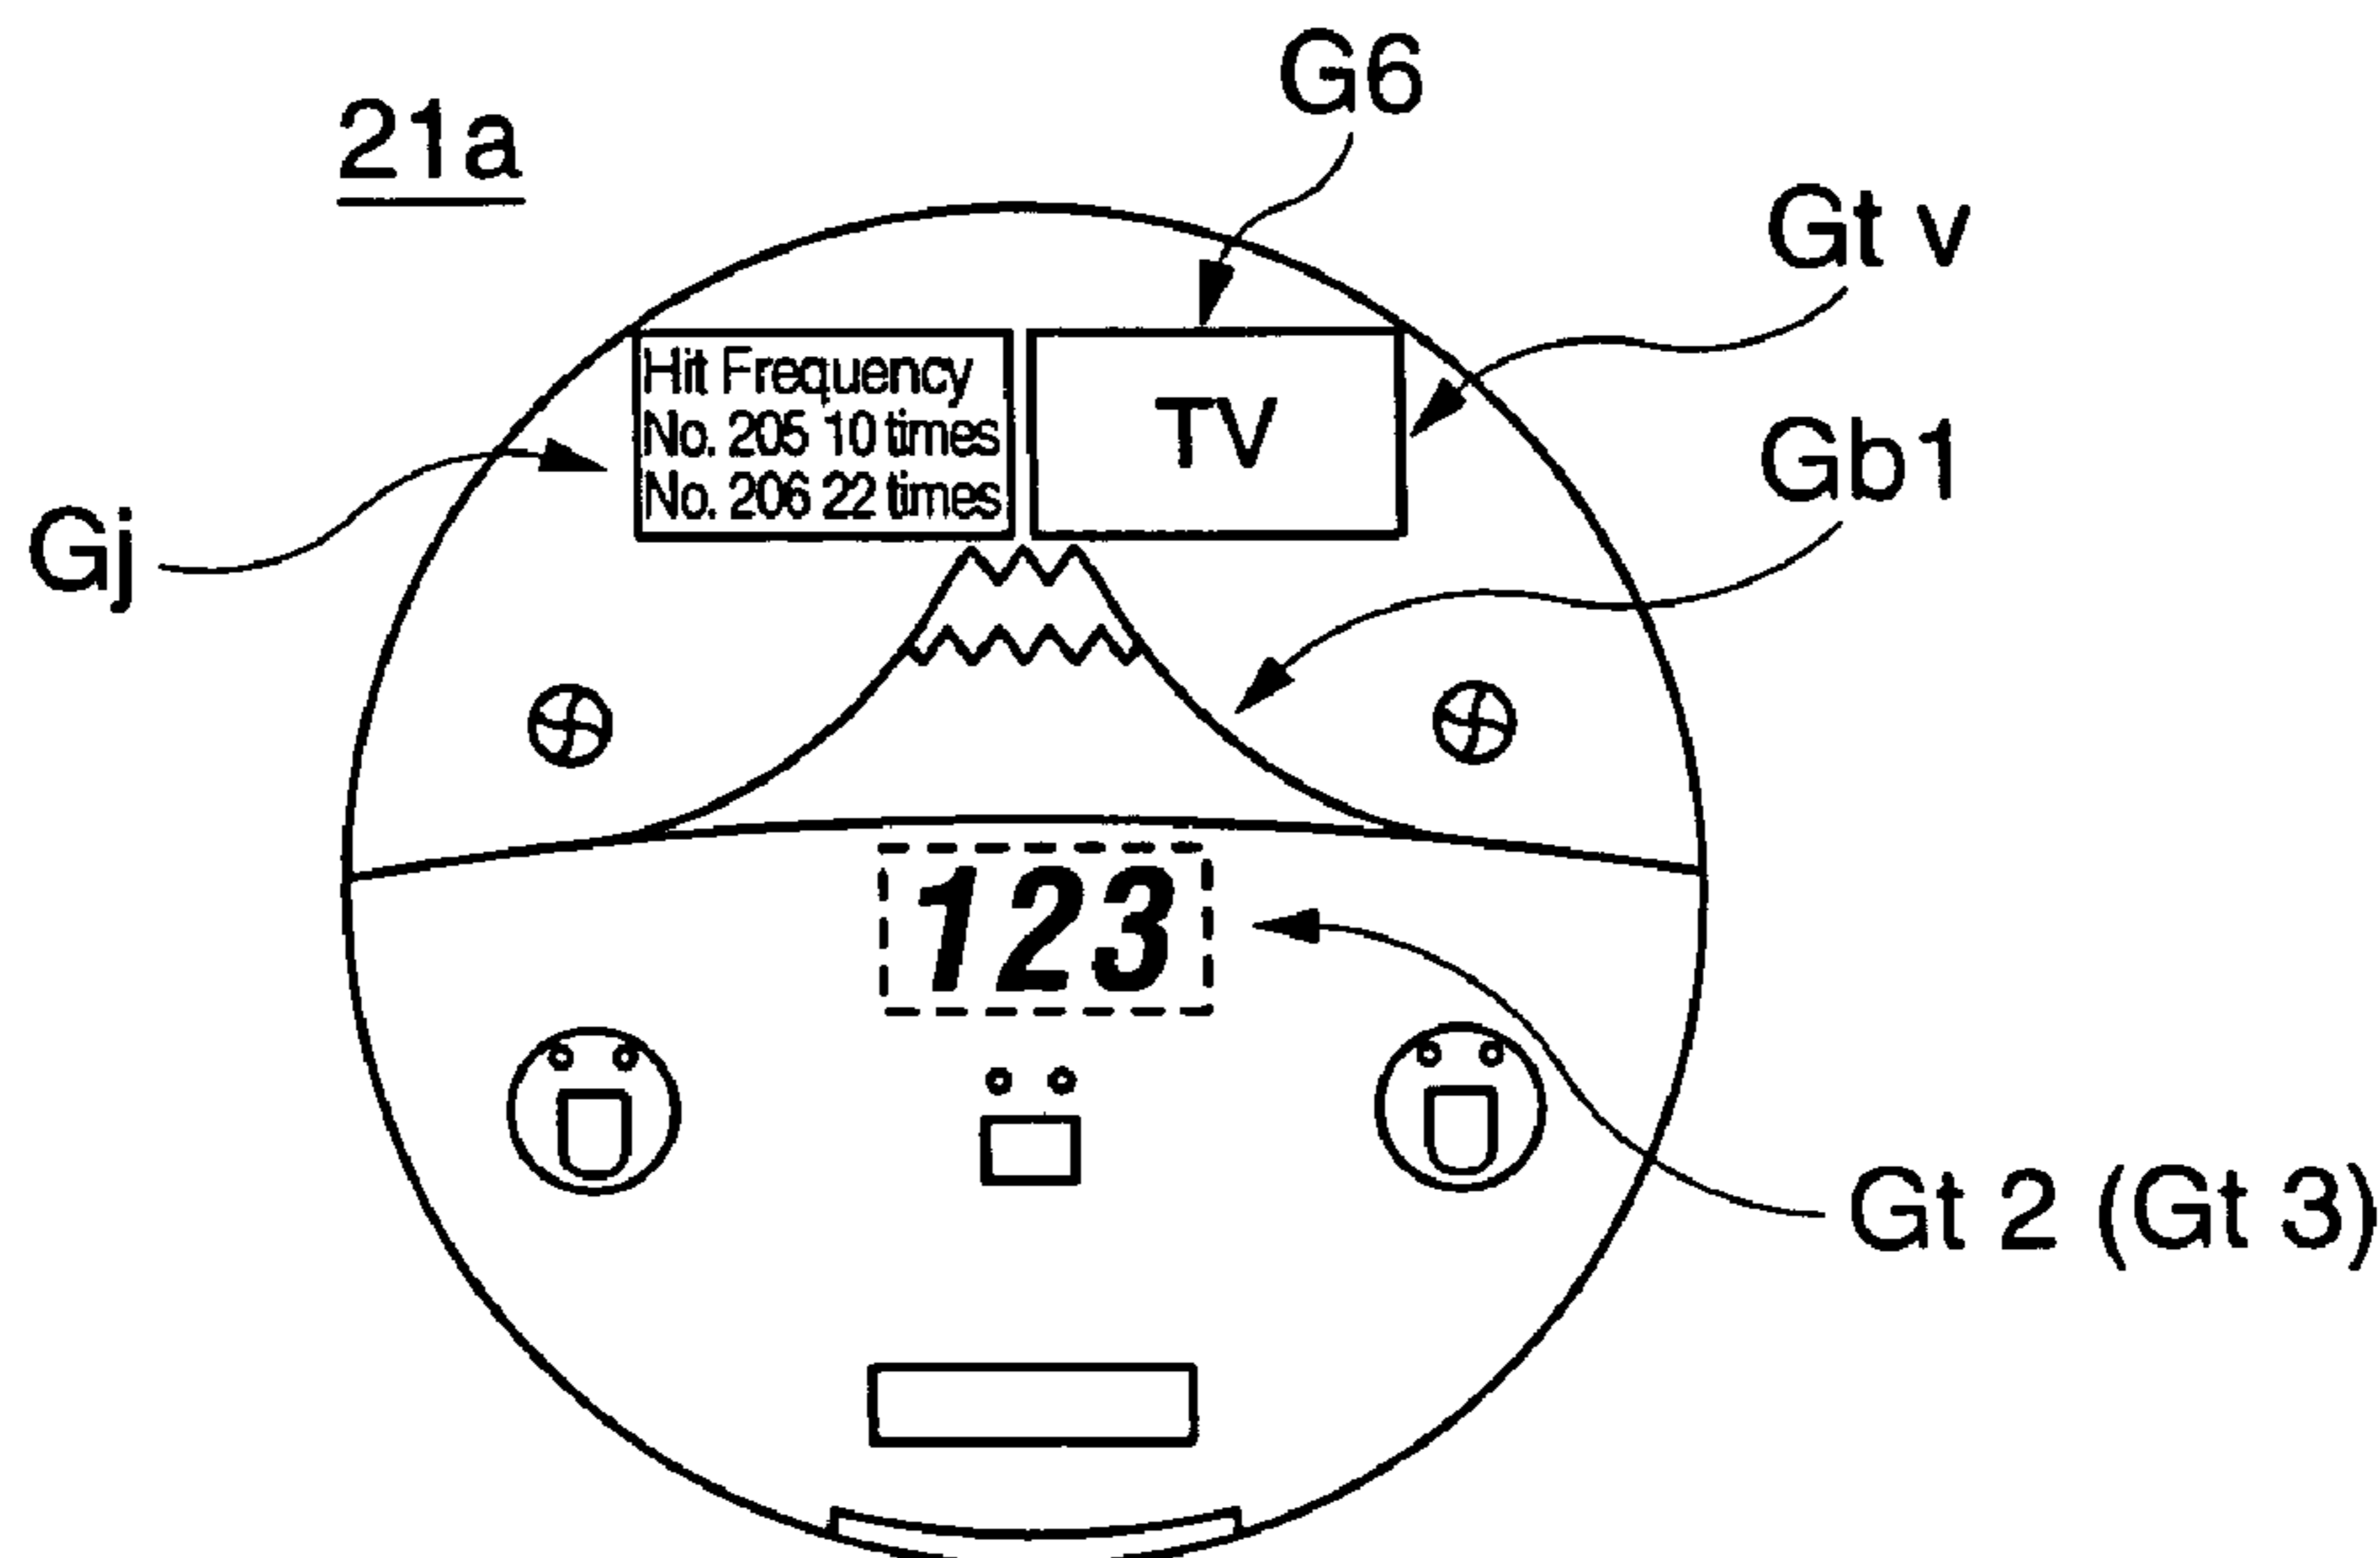 G6
21a
Gt v
Hit Frequency
No. 205 10 times
No. 206 22 times
TV
Gb1
Gj
123
Gt 2 (Gt 3)